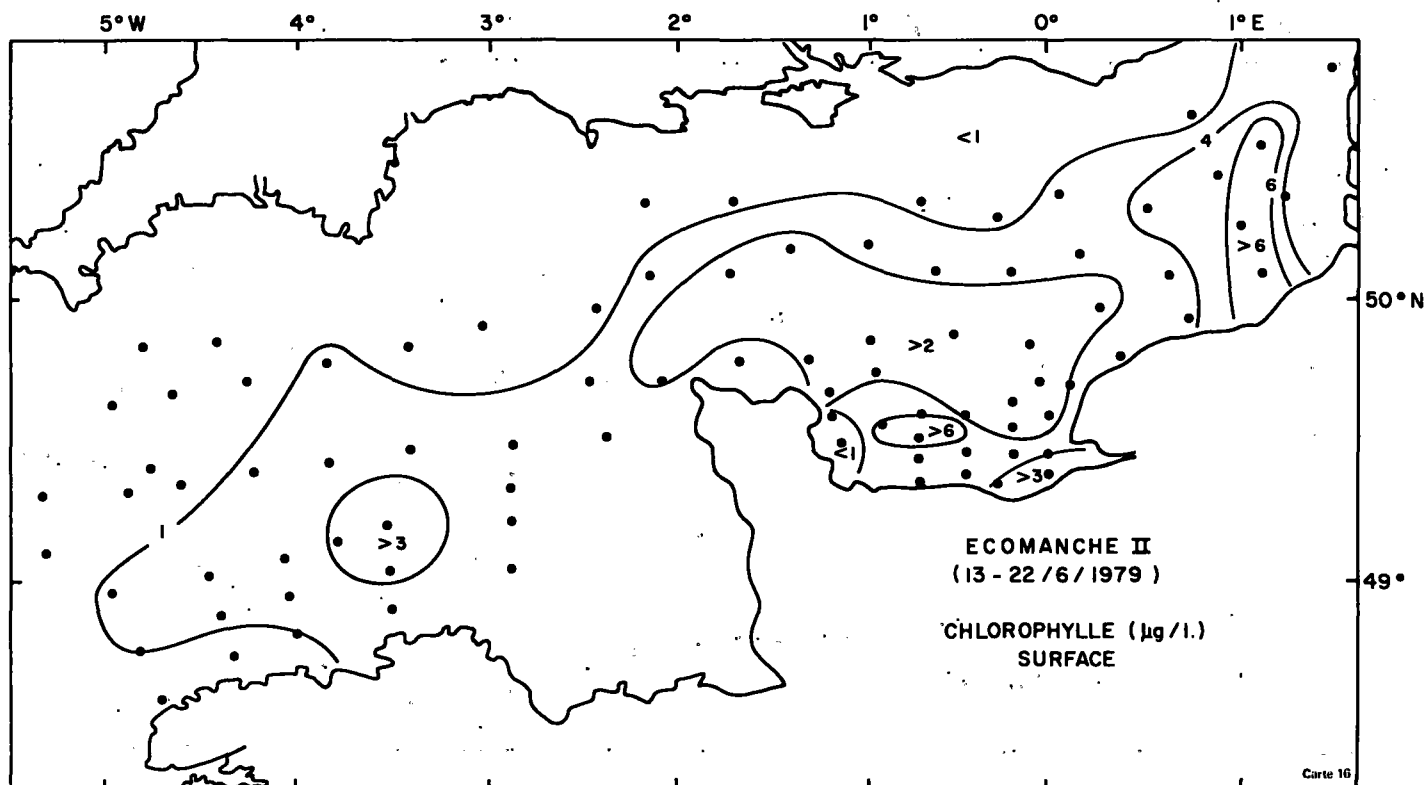 5°W 4° 3° 2° 1° 0° 1°E
<1
4
6
>6
50°N
>2
>6
<1
>3
1
>3
ECOMANCHE II
(13-22/6/1979)
49°
CHLOROPHYLLE (µg/l.)
SURFACE
Carte 16